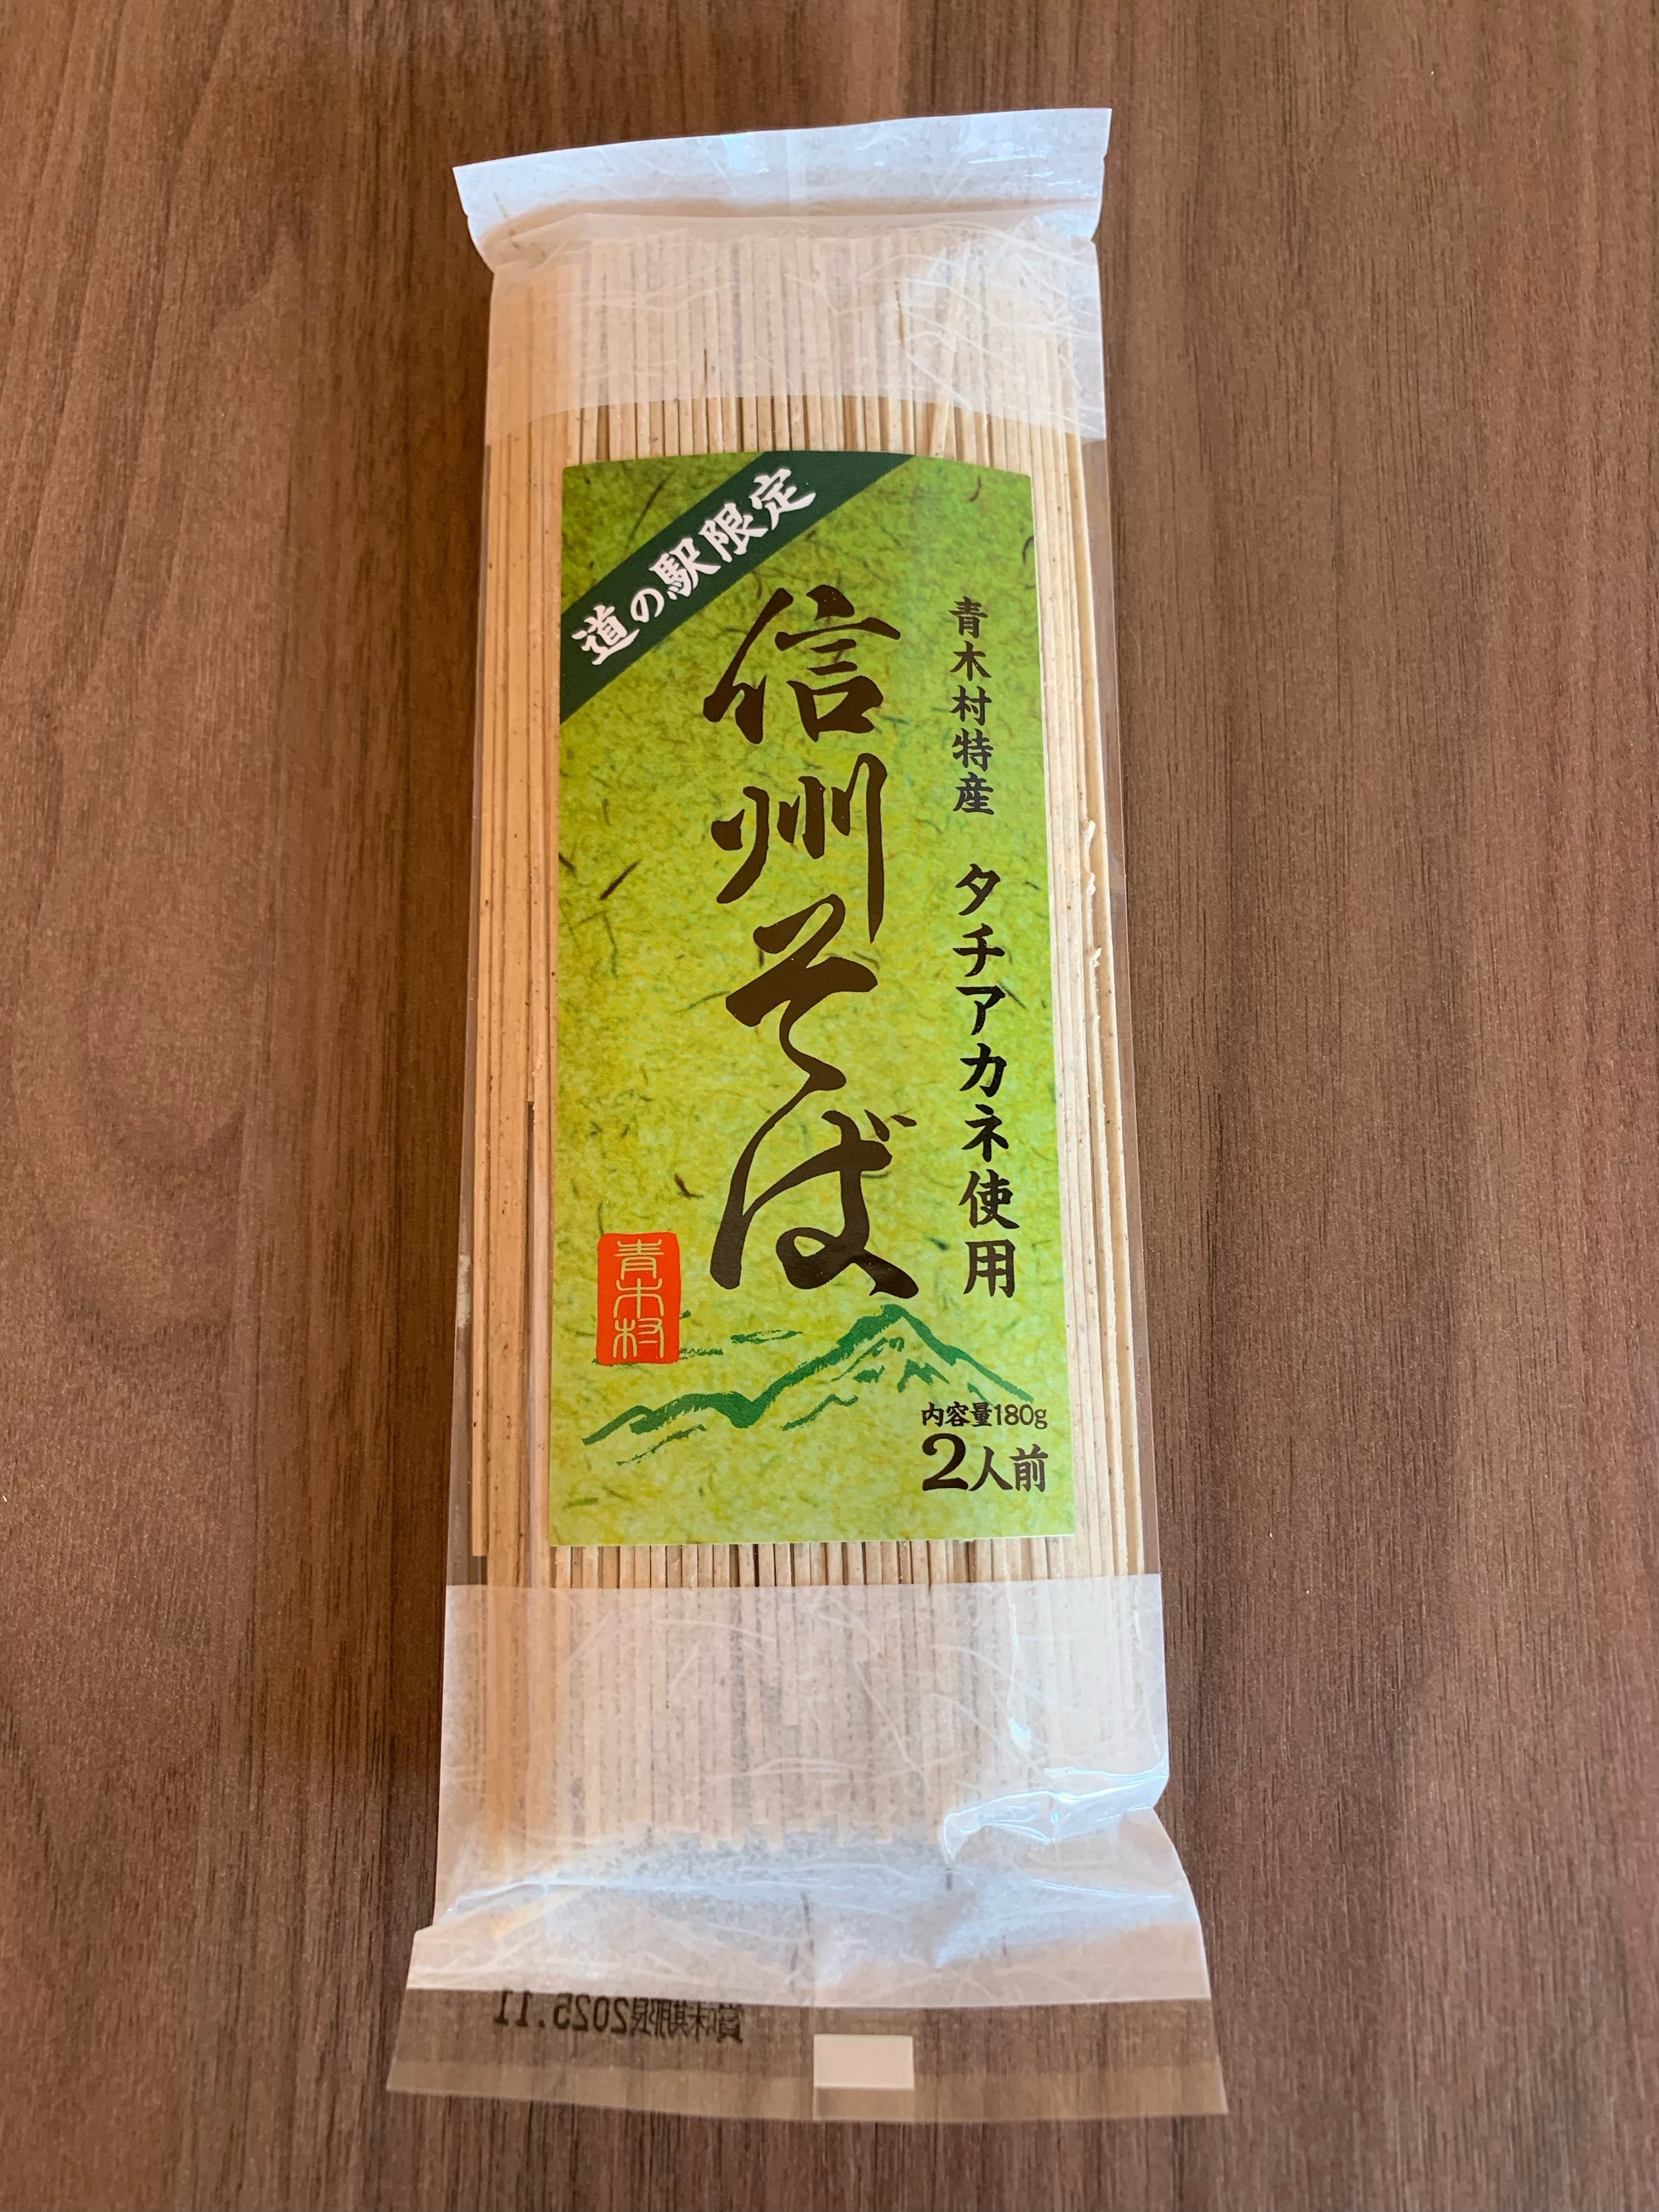 道の駅限定
青木村特産 タチアカネ使用
信州そば
青木村
内容量180g
2人前
賞味期限2025.11